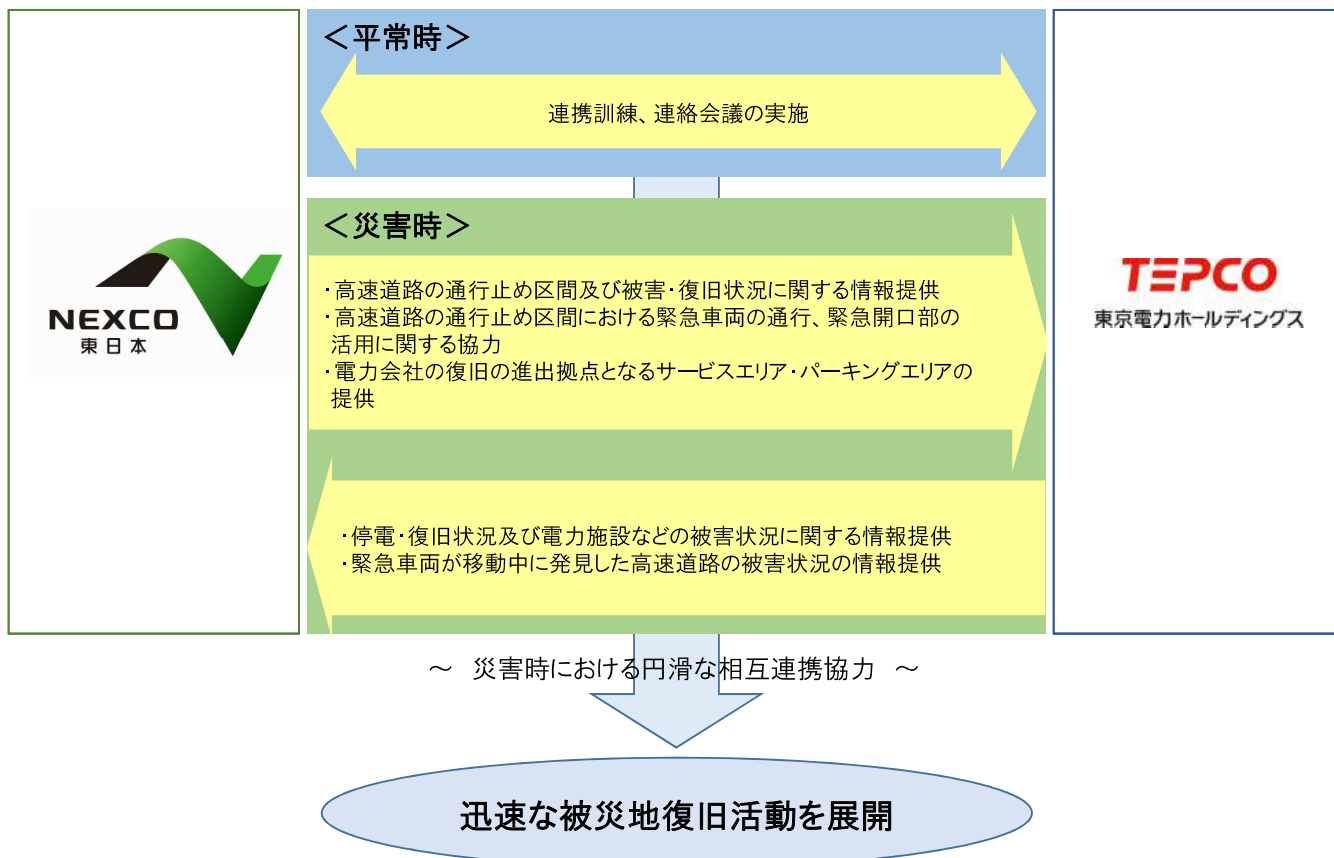 ＜平常時＞
連携訓練、連絡会議の実施
＜災害時＞
・高速道路の通行止め区間及び被害・復旧状況に関する情報提供
・高速道路の通行止め区間における緊急車両の通行、緊急開口部の
活用に関する協力
・電力会社の復旧の進出拠点となるサービスエリア・パーキングエリアの
提供
NEXCO
東日本
TEPCO
東京電力ホールディングス
・停電・復旧状況及び電力施設などの被害状況に関する情報提供
・緊急車両が移動中に発見した高速道路の被害状況の情報提供
～ 災害時における円滑な相互連携協力 ～
迅速な被災地復旧活動を展開